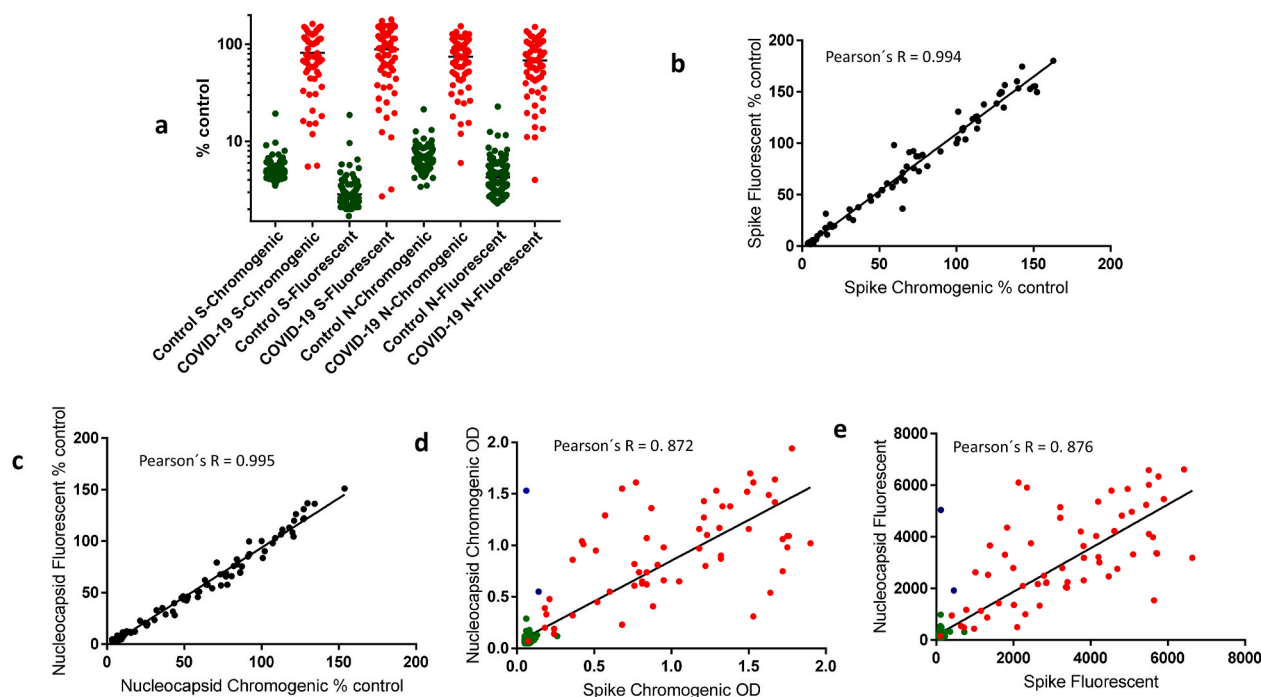 a
% control
100
10
Control S-Chromogenic
COVID-19 S-Chromogenic
Control S-Fluorescent
COVID-19 S-Fluorescent
Control N-Chromogenic
COVID-19 N-Chromogenic
Control N-Fluorescent
COVID-19 N-Fluorescent
b
Pearson´s R = 0.994
Spike Fluorescent % control
200
150
100
50
0
0 50 100 150 200
Spike Chromogenic % control
c
Pearson´s R = 0.995
Nucleocapsid Fluorescent % control
200
150
100
50
0
0 50 100 150 200
Nucleocapsid Chromogenic % control
d
Pearson´s R = 0. 872
Nucleocapsid Chromogenic OD
2.0
1.5
1.0
0.5
0.0
0.0 0.5 1.0 1.5 2.0
Spike Chromogenic OD
e
Pearson´s R = 0. 876
Nucleocapsid Fluorescent
8000
6000
4000
2000
0
0 2000 4000 6000 8000
Spike Fluorescent